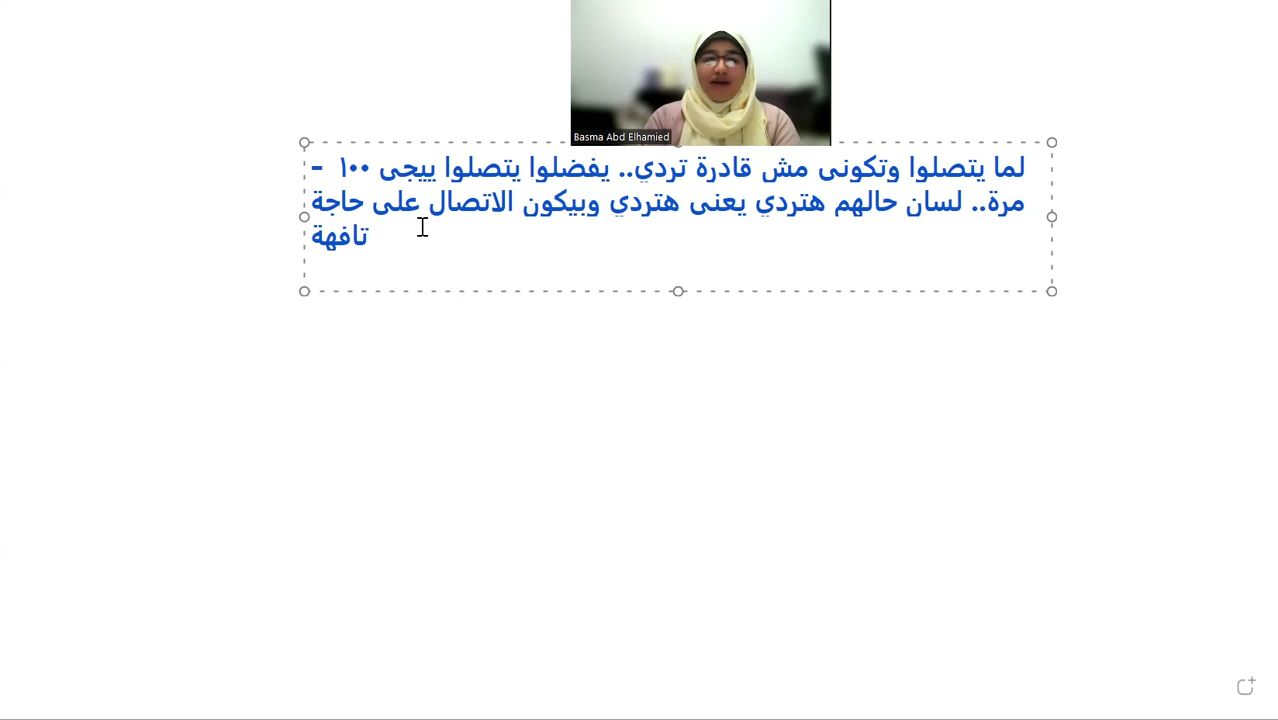 Basma Abd Elhamied
لما يتصلوا وتكونى مش قادرة تردي.. يفضلوا يتصلوا ييجى ١٠٠ -
مرة.. لسان حالهم هتردي يعنى هتردي وبيكون الاتصال على حاجة
تافهة